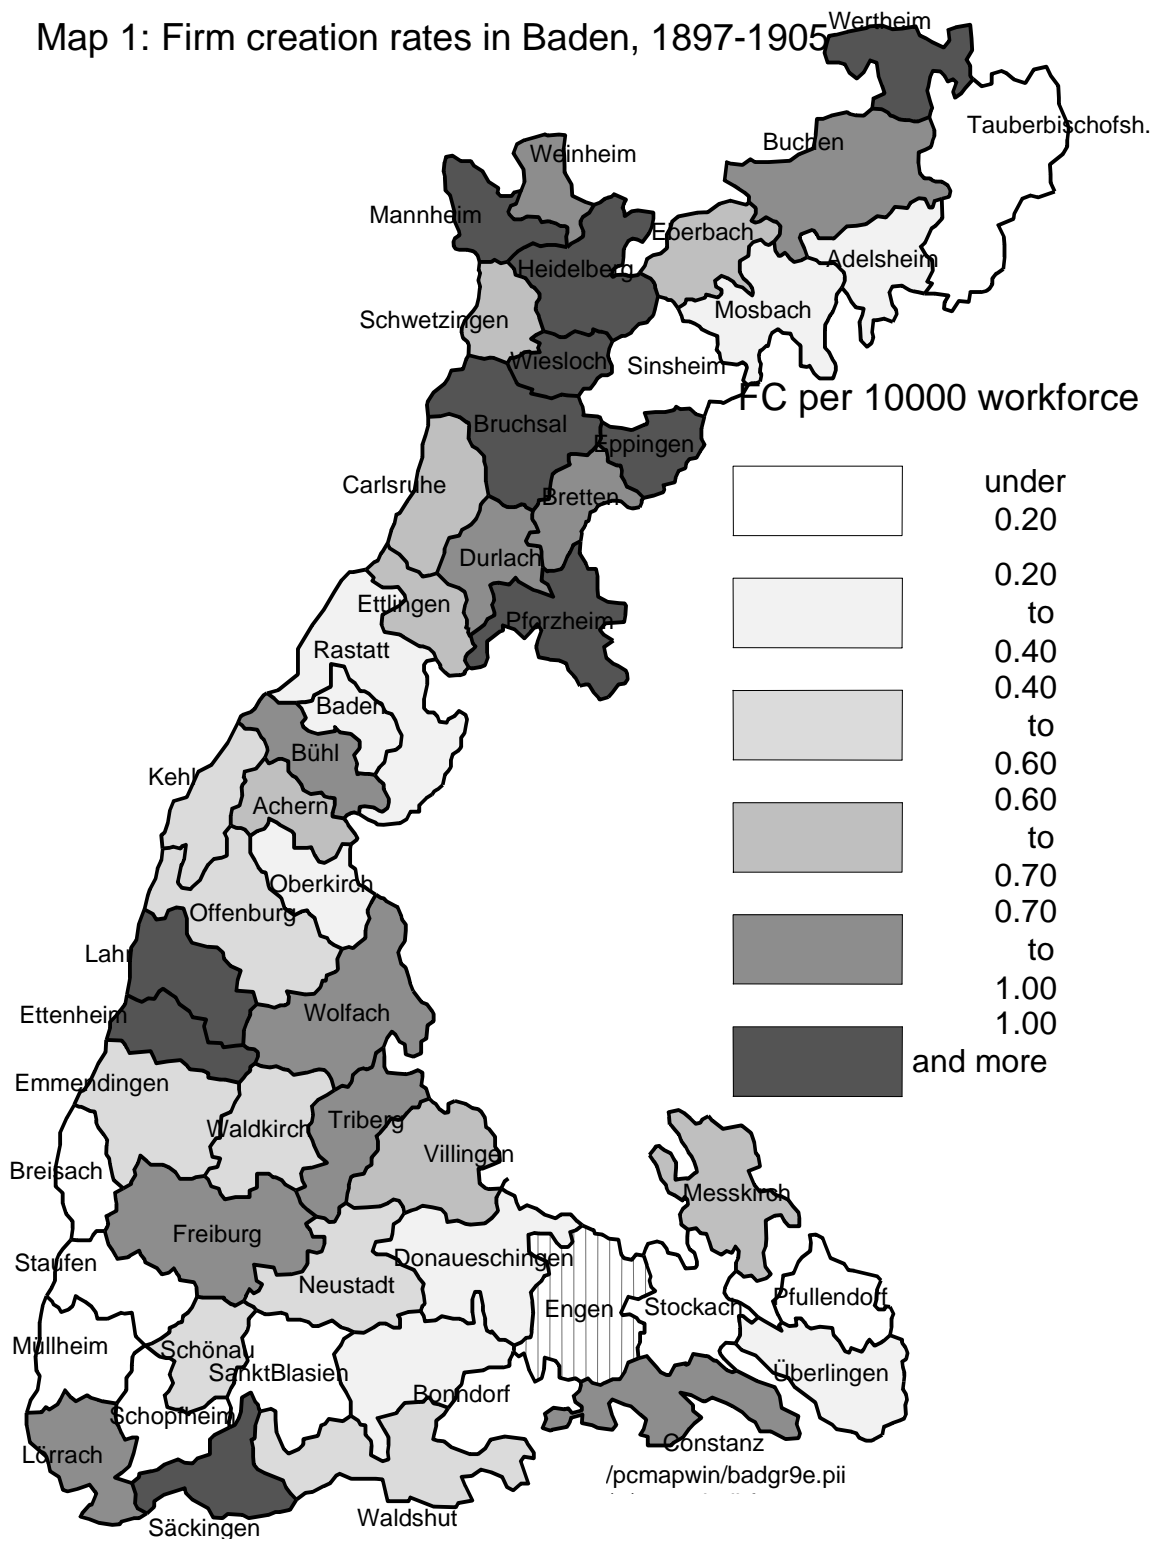 Map 1: Firm creation rates in Baden, 1897-1905
Wertheim
Tauberbischofsh.
Buchen
Weinheim
Mannheim
Eberbach
Adelsheim
Heidelberg
Mosbach
Schwetzingen
Wiesloch
Sinsheim
FC per 10000 workforce
Bruchsal
Eppingen
Carlsruhe
Bretten
under
0.20
Durlach
0.20
to
0.40
Ettlingen
Pforzheim
Rastatt
0.40
to
0.60
Baden
Bühl
Kehl
Achern
0.60
to
0.70
Oberkirch
Offenburg
0.70
to
1.00
Lahr
Wolfach
Ettenheim
1.00
and more
Emmendingen
Waldkirch
Triberg
Villingen
Breisach
Messkirch
Freiburg
Staufen
Donaueschingen
Neustadt
Engen
Stockach
Pfullendorf
Müllheim
Schönau
SanktBlasien
Überlingen
Bonndorf
Schopfheim
Lörrach
Constanz
/pcmapwin/badgr9e.pii
Waldshut
Säckingen